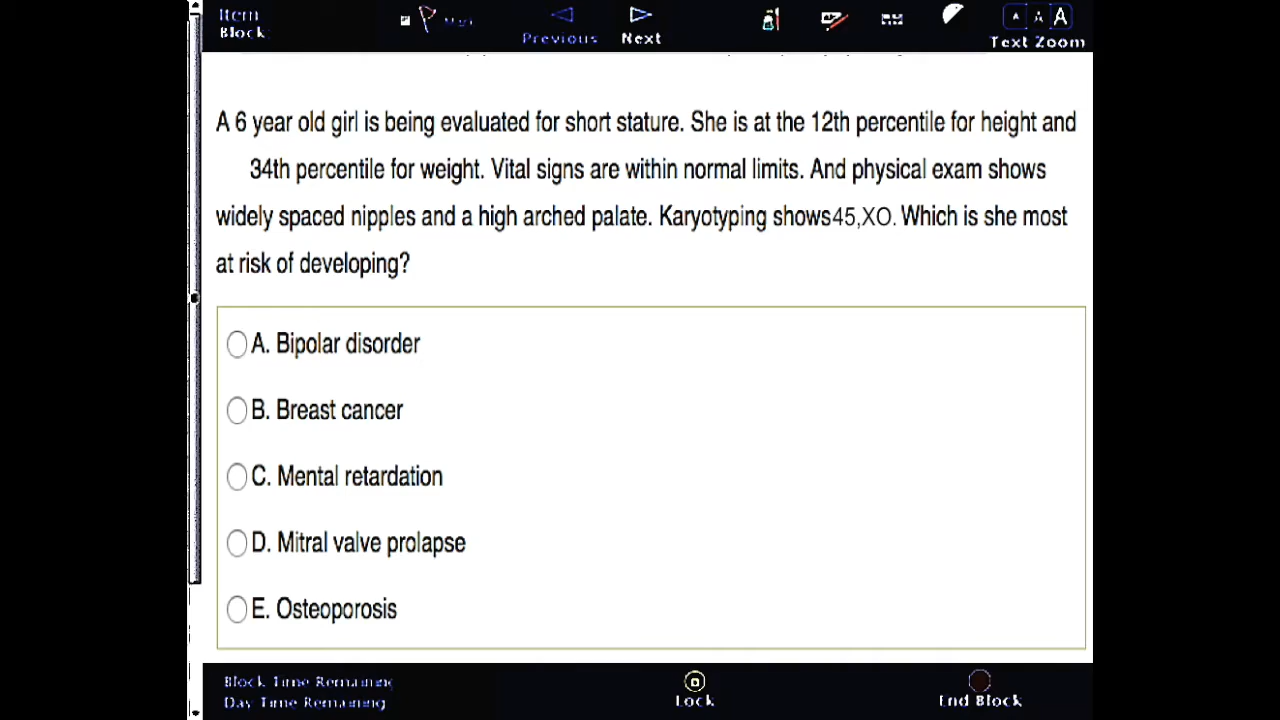 Item
Block
Mark
Previous
Next
A A A
Text Zoom
A 6 year old girl is being evaluated for short stature. She is at the 12th percentile for height and
34th percentile for weight. Vital signs are within normal limits. And physical exam shows
widely spaced nipples and a high arched palate. Karyotyping shows45,XO. Which is she most
at risk of developing?
A. Bipolar disorder
B. Breast cancer
C. Mental retardation
D. Mitral valve prolapse
E. Osteoporosis
Block Time Remaining
Day Time Remaining
Lock
End Block